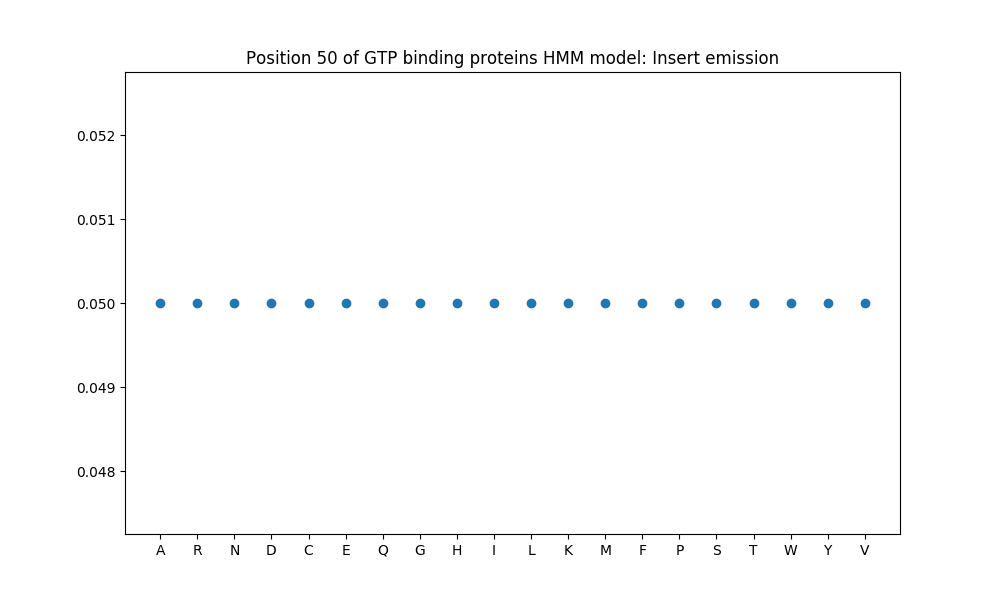 Position 50 of GTP binding proteins HMM model: Insert emission
0.052
0.051
0.050
0.049
0.048
A R N D C E Q G H I L K M F P S T W Y V